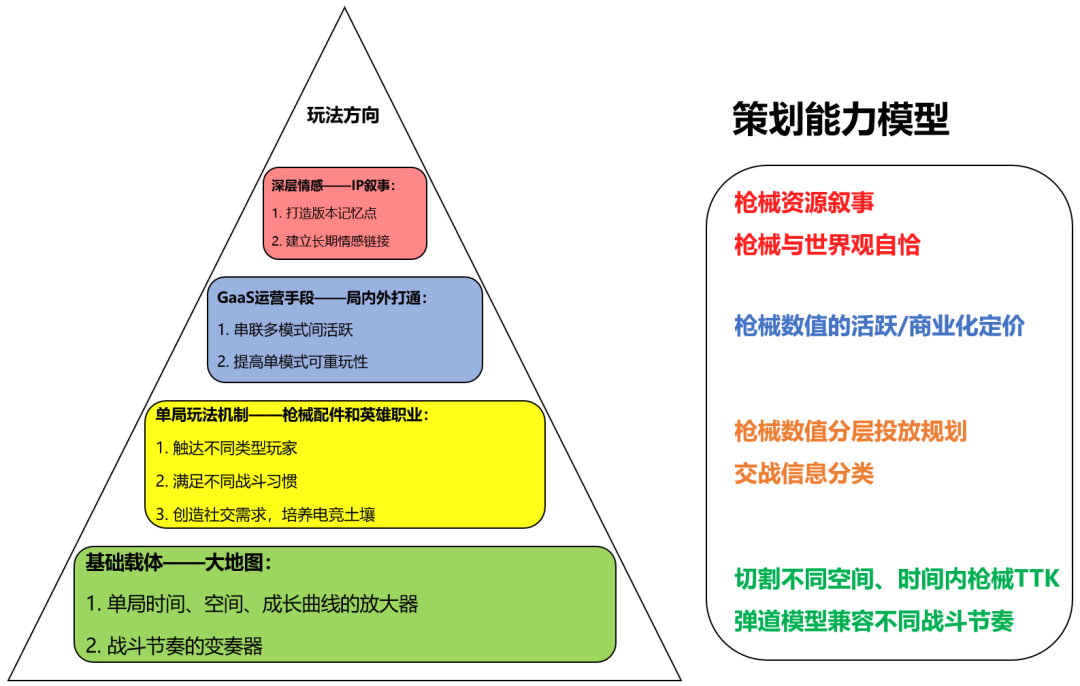 玩法方向
深层情感——IP叙事：
1. 打造版本记忆点
2. 建立长期情感链接
GaaS运营手段——局内外打通：
1. 串联多模式间活跃
2. 提高单模式可重玩性
单局玩法机制——枪械配件和英雄职业：
1. 触达不同类型玩家
2. 满足不同战斗习惯
3. 创造社交需求，培养电竞土壤
基础载体——大地图：
1. 单局时间、空间、成长曲线的放大器
2. 战斗节奏的变奏器
策划能力模型
枪械资源叙事
枪械与世界观自恰
枪械数值的活跃/商业化定价
枪械数值分层投放规划
交战信息分类
切割不同空间、时间内枪械TTK
弹道模型兼容不同战斗节奏